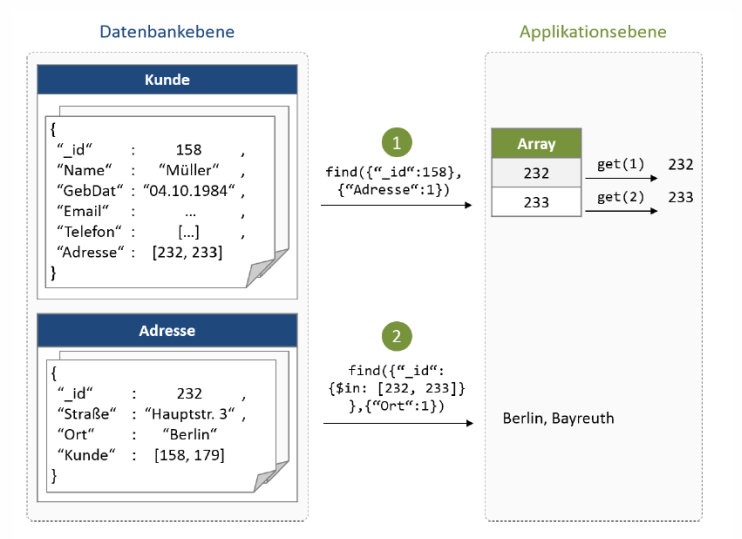 Datenbankebene
Applikationsebene
Kunde
{
“_id“ : 158 ,
“Name“ : “Müller“ ,
“GebDat“ : “04.10.1984“ ,
“Email“ : … ,
“Telefon“ : […] ,
“Adresse“ : [232, 233]
}
1
find({“_id“:158},
{“Adresse“:1})
Array
232
233
get(1) 232
get(2) 233
Adresse
{
“_id“ : 232 ,
“Straße“ : “Hauptstr. 3“ ,
“Ort“ : “Berlin“
“Kunde“ : [158, 179]
}
2
find({“_id“:
{$in: [232, 233]}
},{“Ort“:1})
Berlin, Bayreuth